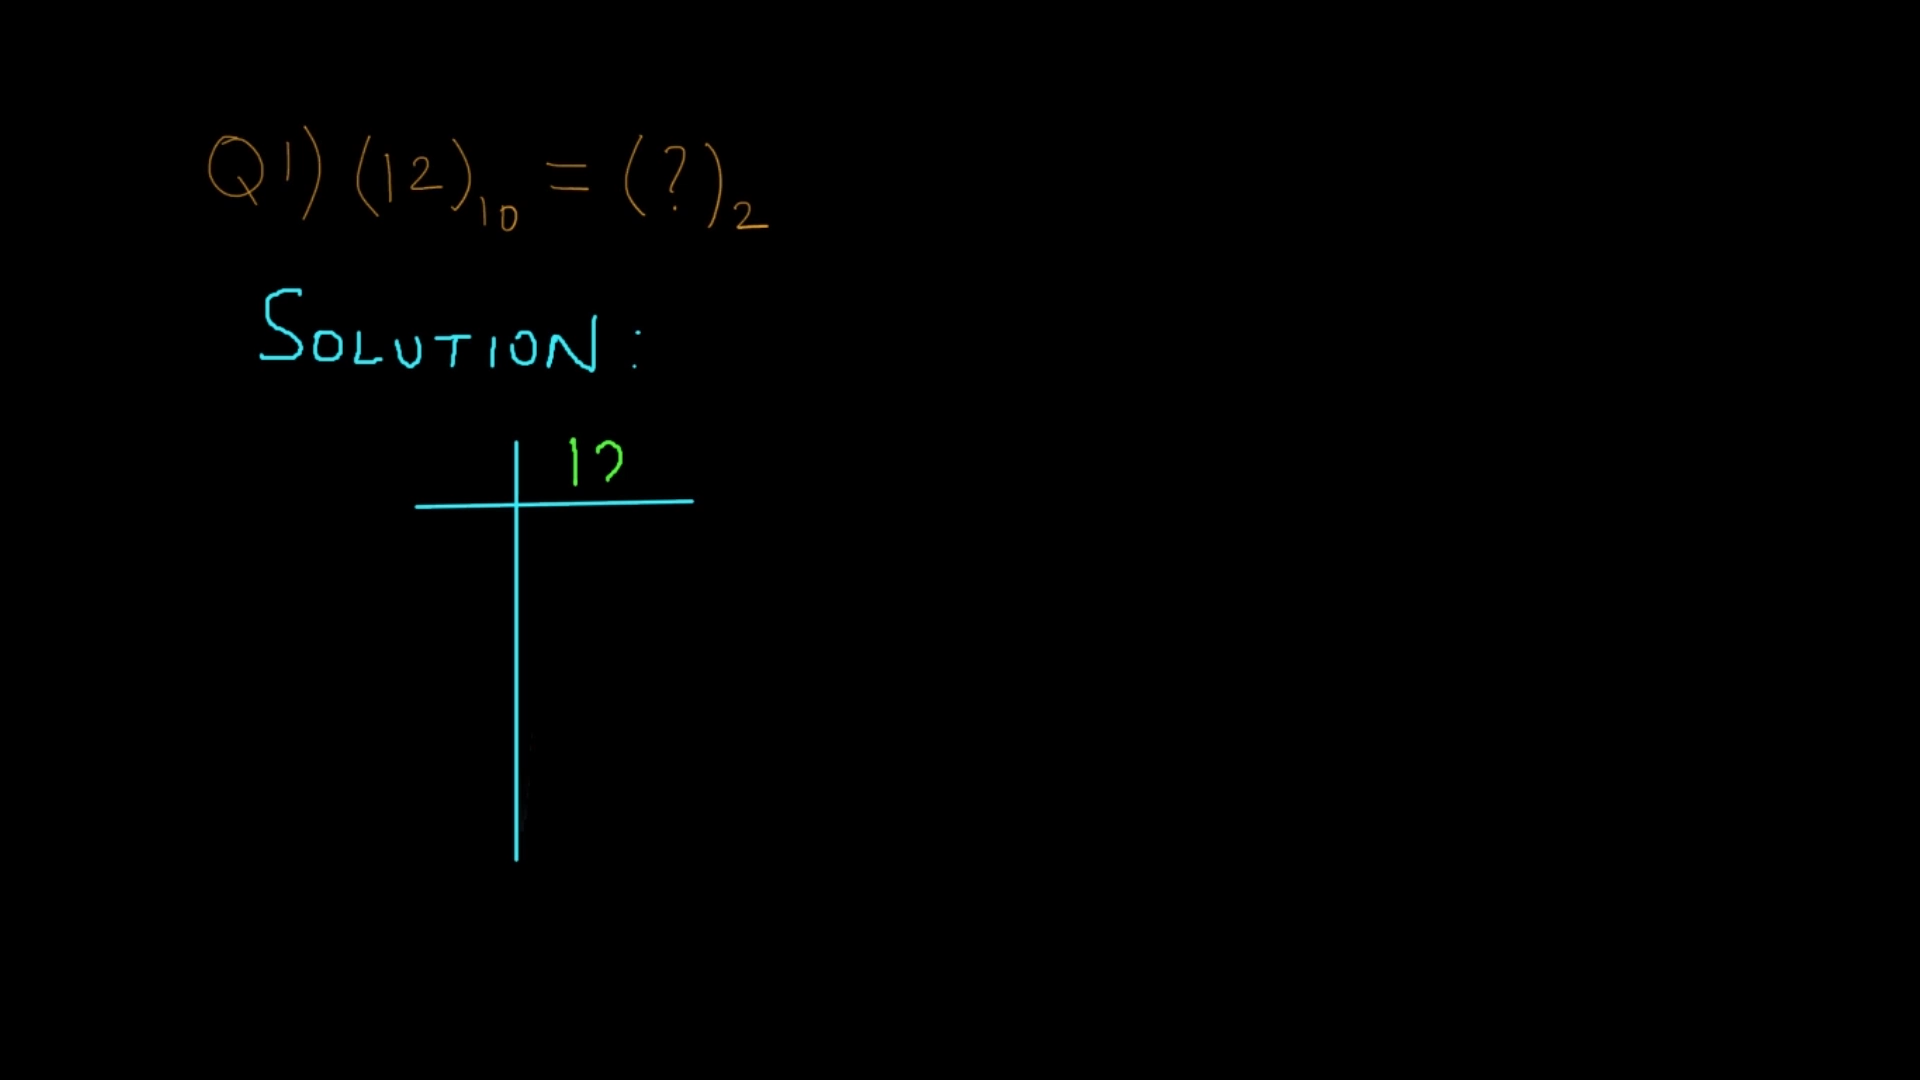 Q1) (12)₁₀ = (?)₂
SOLUTION:
12